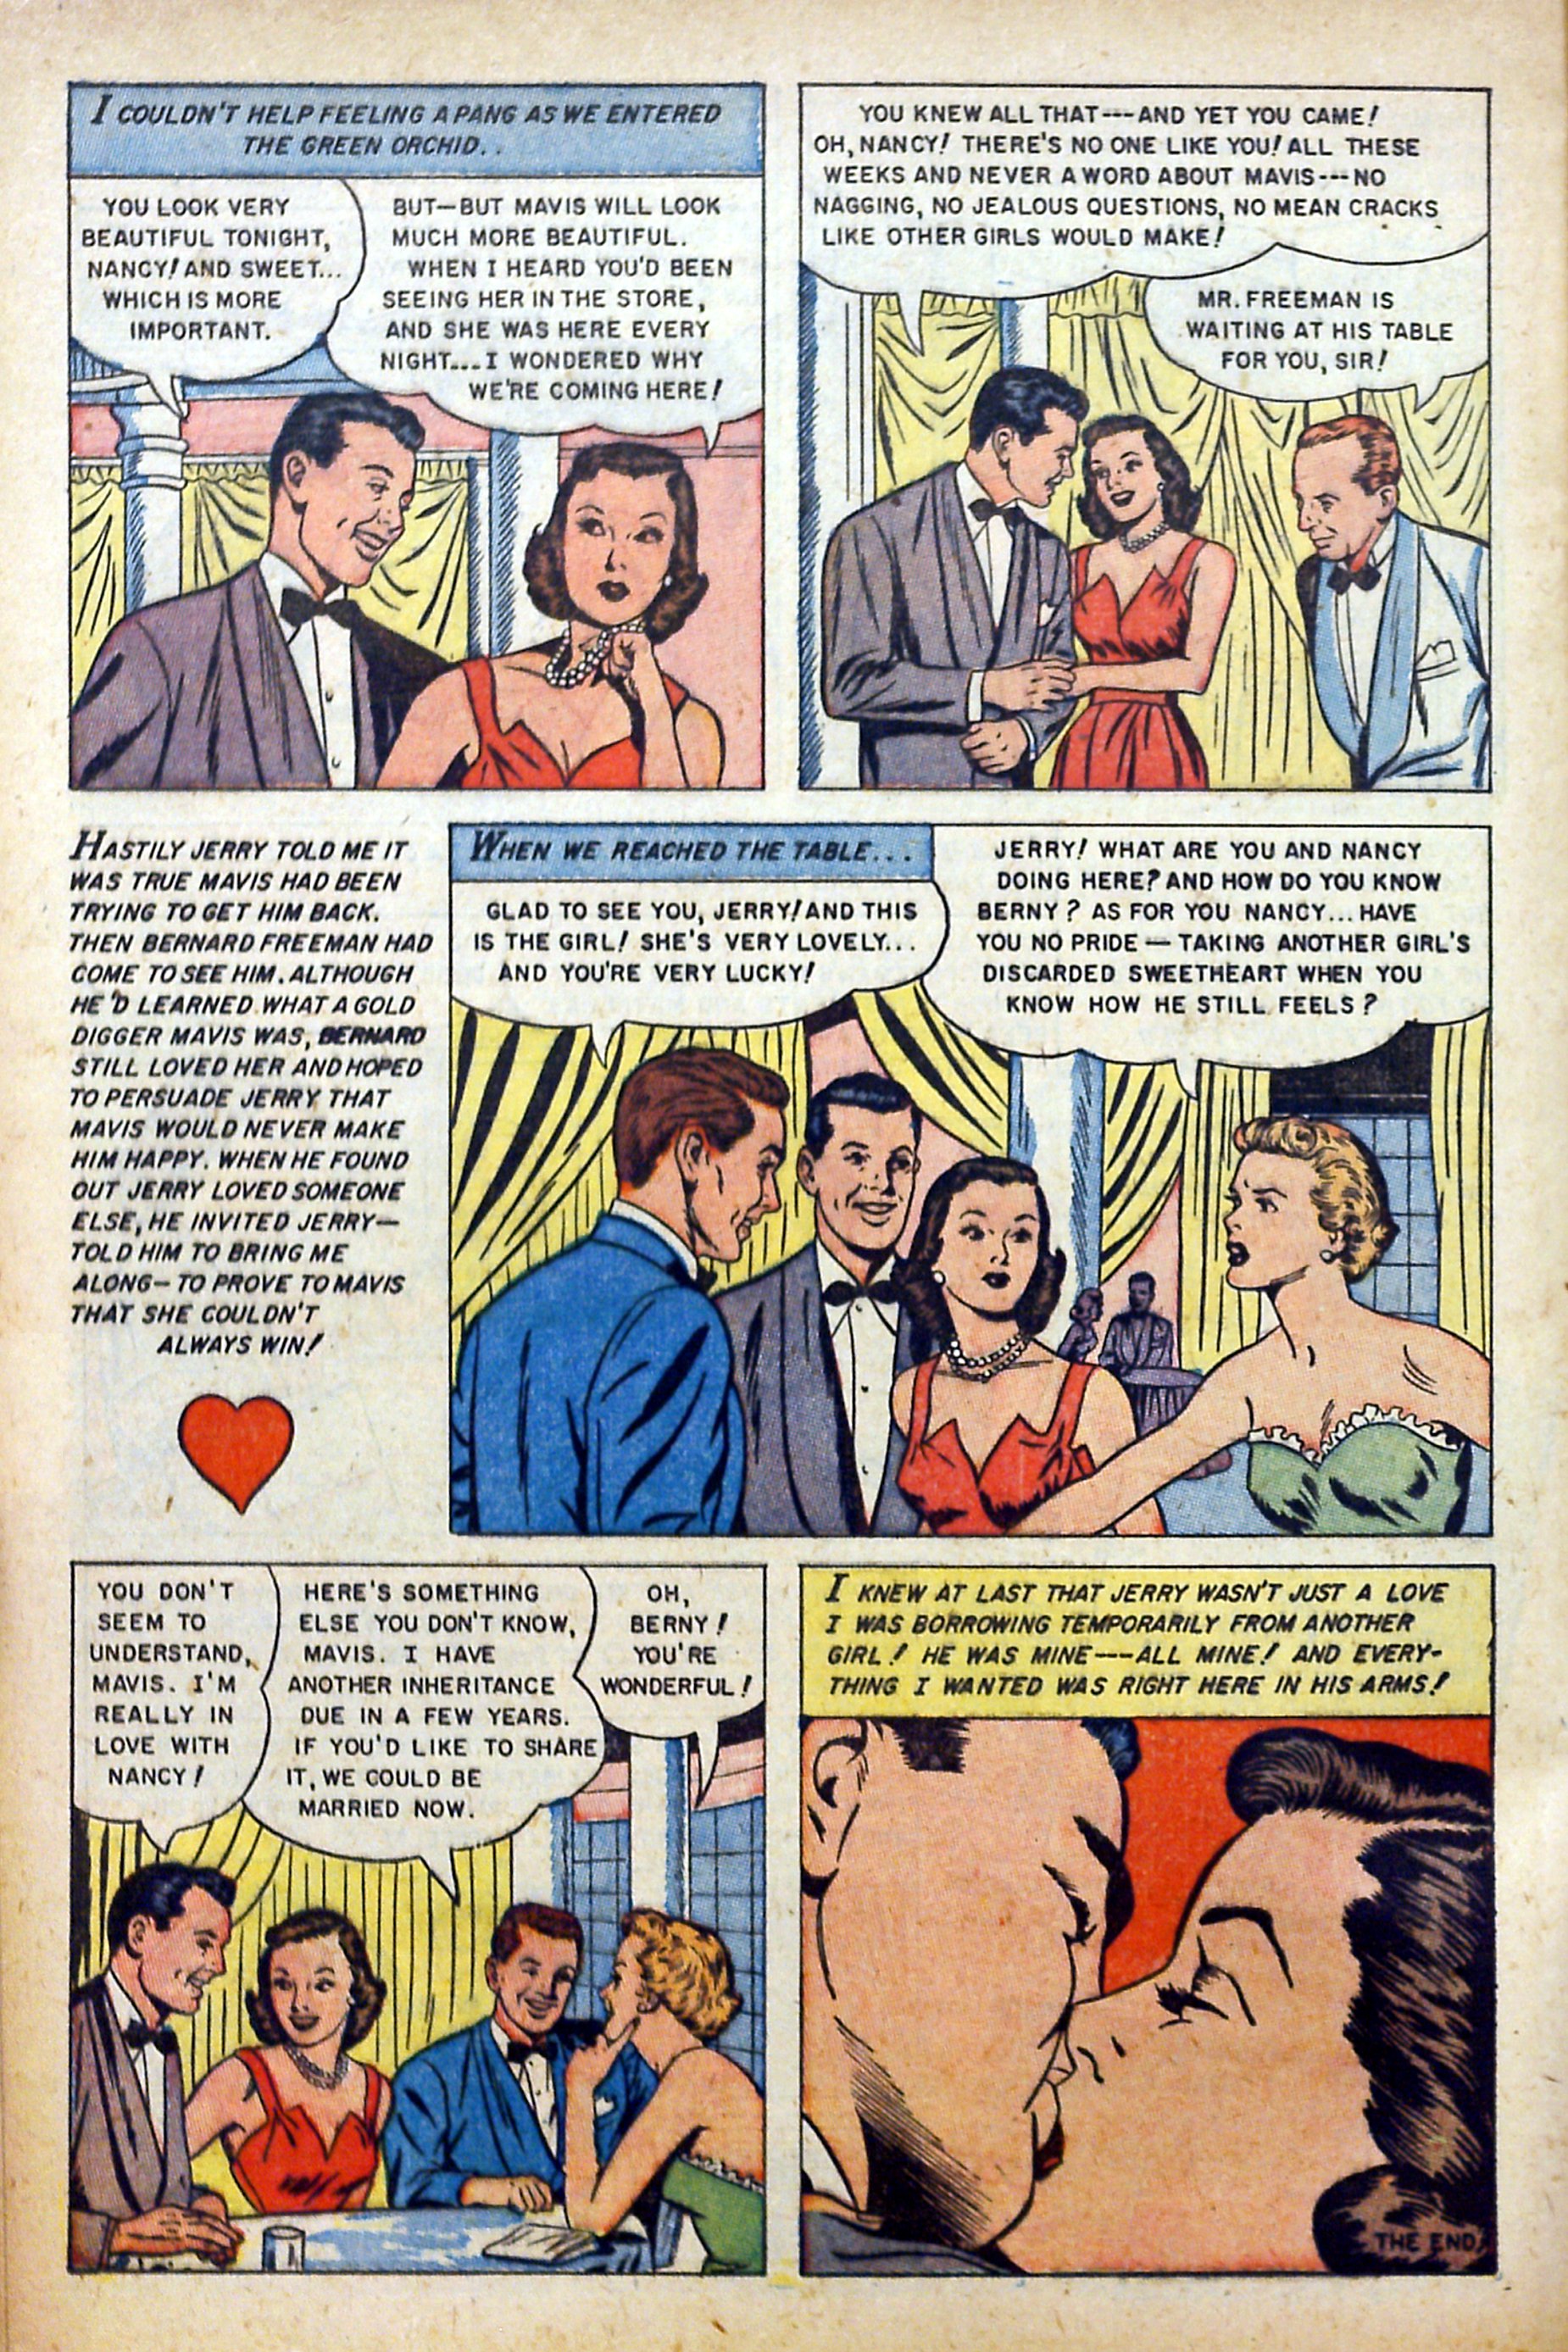 I COULDN'T HELP FEELING A PANG AS WE ENTERED
THE GREEN ORCHID..
YOU LOOK VERY
BEAUTIFUL TONIGHT,
NANCY! AND SWEET...
WHICH IS MORE
IMPORTANT.
BUT—BUT MAVIS WILL LOOK
MUCH MORE BEAUTIFUL.
WHEN I HEARD YOU'D BEEN
SEEING HER IN THE STORE,
AND SHE WAS HERE EVERY
NIGHT....I WONDERED WHY
WE'RE COMING HERE!
YOU KNEW ALL THAT---AND YET YOU CAME!
OH, NANCY! THERE'S NO ONE LIKE YOU! ALL THESE
WEEKS AND NEVER A WORD ABOUT MAVIS---NO
NAGGING, NO JEALOUS QUESTIONS, NO MEAN CRACKS
LIKE OTHER GIRLS WOULD MAKE!
MR. FREEMAN IS
WAITING AT HIS TABLE
FOR YOU, SIR!
HASTILY JERRY TOLD ME IT
WAS TRUE MAVIS HAD BEEN
TRYING TO GET HIM BACK.
THEN BERNARD FREEMAN HAD
COME TO SEE HIM. ALTHOUGH
HE'D LEARNED WHAT A GOLD
DIGGER MAVIS WAS, BERNARD
STILL LOVED HER AND HOPED
TO PERSUADE JERRY THAT
MAVIS WOULD NEVER MAKE
HIM HAPPY. WHEN HE FOUND
OUT JERRY LOVED SOMEONE
ELSE, HE INVITED JERRY—
TOLD HIM TO BRING ME
ALONG—TO PROVE TO MAVIS
THAT SHE COULDN'T
ALWAYS WIN!
WHEN WE REACHED THE TABLE...
GLAD TO SEE YOU, JERRY! AND THIS
IS THE GIRL! SHE'S VERY LOVELY...
AND YOU'RE VERY LUCKY!
JERRY! WHAT ARE YOU AND NANCY
DOING HERE? AND HOW DO YOU KNOW
BERNY? AS FOR YOU NANCY...HAVE
YOU NO PRIDE — TAKING ANOTHER GIRL'S
DISCARDED SWEETHEART WHEN YOU
KNOW HOW HE STILL FEELS?
YOU DON'T
SEEM TO
UNDERSTAND,
MAVIS. I'M
REALLY IN
LOVE WITH
NANCY!
HERE'S SOMETHING
ELSE YOU DON'T KNOW,
MAVIS. I HAVE
ANOTHER INHERITANCE
DUE IN A FEW YEARS.
IF YOU'D LIKE TO SHARE
IT, WE COULD BE
MARRIED NOW.
OH,
BERNY!
YOU'RE
WONDERFUL!
I KNEW AT LAST THAT JERRY WASN'T JUST A LOVE
I WAS BORROWING TEMPORARILY FROM ANOTHER
GIRL! HE WAS MINE---ALL MINE! AND EVERY-
THING I WANTED WAS RIGHT HERE IN HIS ARMS!
THE END